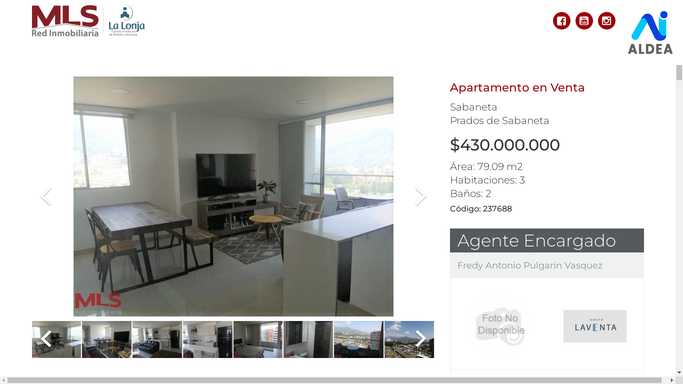 MLS
Red Inmobiliaria
La Lonja
ALDEA
Apartamento en Venta
Sabaneta
Prados de Sabaneta
$430.000.000
Área: 79.09 m2
Habitaciones: 3
Baños: 2
Código: 237688
Agente Encargado
Fredy Antonio Pulgarin Vasquez
Foto No
Disponible
LAVENTA
MLS